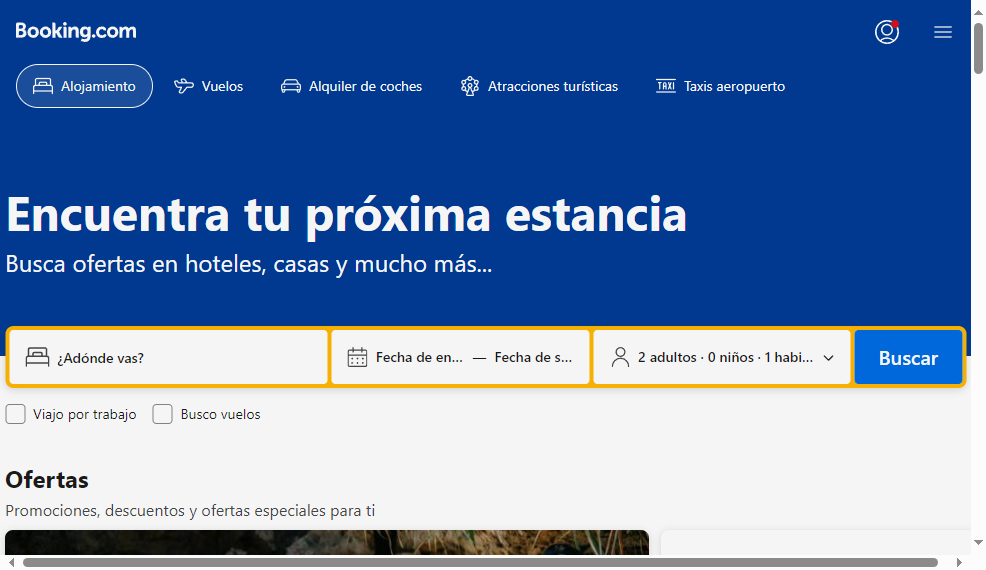 Booking.com
Alojamiento
Vuelos
Alquiler de coches
Atracciones turísticas
TAXI
Taxis aeropuerto
Encuentra tu próxima estancia
Busca ofertas en hoteles, casas y mucho más...
¿Adónde vas?
Fecha de en... — Fecha de s...
2 adultos · 0 niños · 1 habi...
Buscar
Viajo por trabajo
Busco vuelos
Ofertas
Promociones, descuentos y ofertas especiales para ti